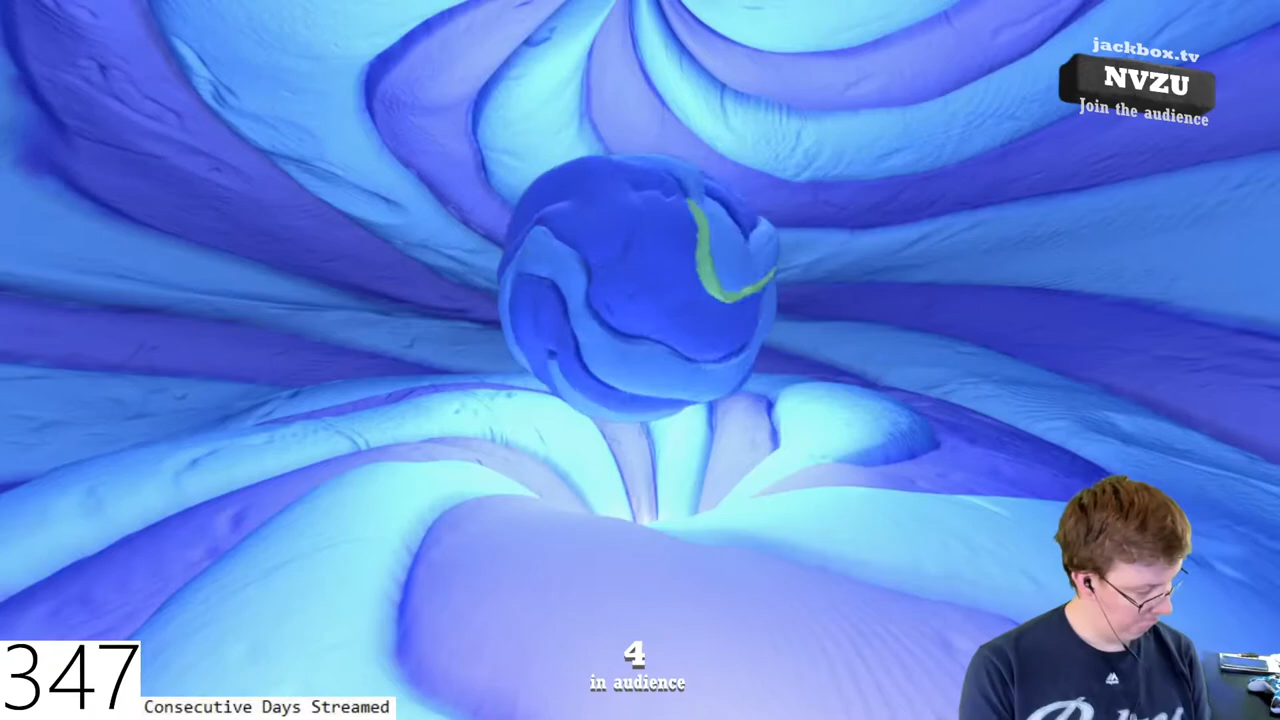 jackbox.tv
NVZU
Join the audience
4
in audience
347
Consecutive Days Streamed